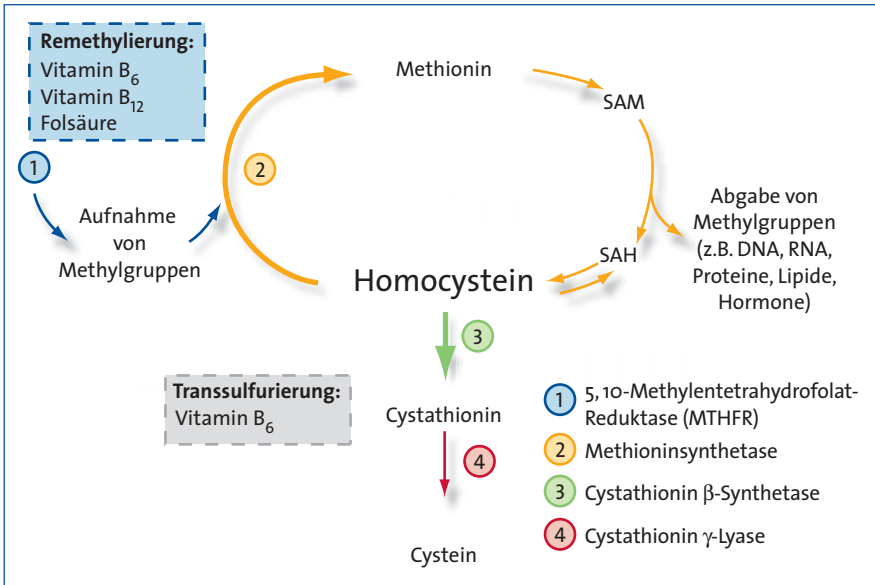 Remethylierung:
Vitamin B6
Vitamin B12
Folsäure
1
Aufnahme
von
Methylgruppen
2
Methionin
SAM
Abgabe von
Methylgruppen
(z.B. DNA, RNA,
Proteine, Lipide,
Hormone)
SAH
Homocystein
3
Transsulfurierung:
Vitamin B6
Cystathionin
4
Cystein
1 5, 10-Methylentetrahydrofolat-
Reduktase (MTHFR)
2 Methioninsynthetase
3 Cystathionin β-Synthetase
4 Cystathionin γ-Lyase